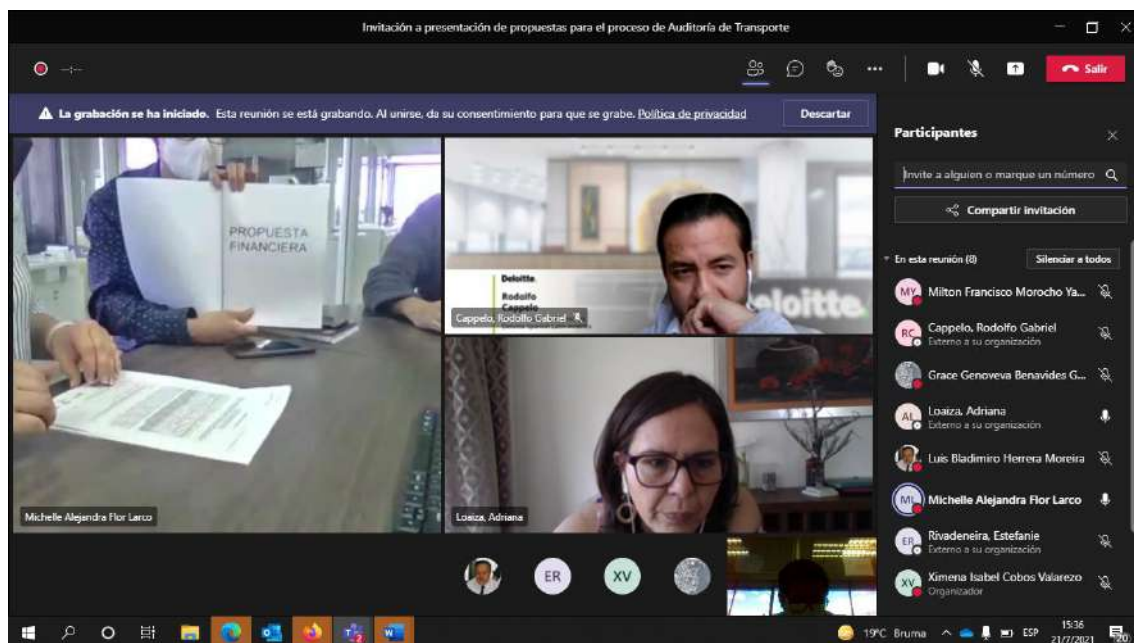 Invitación a presentación de propuestas para el proceso de Auditoría de Transporte
--:--
Salir
La grabación se ha iniciado. Esta reunión se está grabando. Al unirse, da su consentimiento para que se grabe. Política de privacidad
Descartar
PROPUESTA
FINANCIERA
Michelle Alejandra Flor Larco
Deloitte.
Rodolfo
Cappelo
Cappelo, Rodolfo Gabriel
eloitte.
Loaiza, Adriana
ER
XV
Participantes
Invite a alguien o marque un número
Compartir invitación
En esta reunión (8)
Silenciar a todos
MY
Milton Francisco Morocho Ya...
RC
Cappelo, Rodolfo Gabriel
Externo a su organización
Grace Genoveva Benavides G...
AL
Loaiza, Adriana
Externo a su organización
Luis Bladimiro Herrera Moreira
ML
Michelle Alejandra Flor Larco
ER
Rivadeneira, Estefanie
Externo a su organización
XV
Ximena Isabel Cobos Valarezo
Organizador
19°C Bruma
ESP
15:36
21/7/2021
20